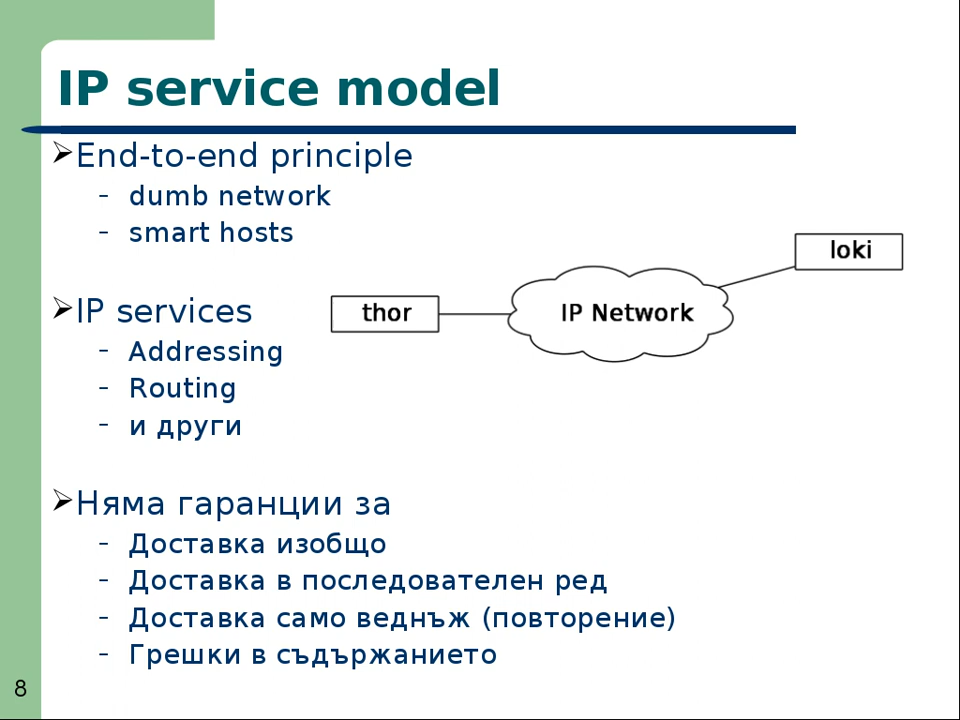 IP service model
End-to-end principle
– dumb network
– smart hosts
IP services
– Addressing
– Routing
– и други
thor
IP Network
loki
Няма гаранции за
– Доставка изобщо
– Доставка в последователен ред
– Доставка само веднъж (повторение)
– Грешки в съдържанието
8